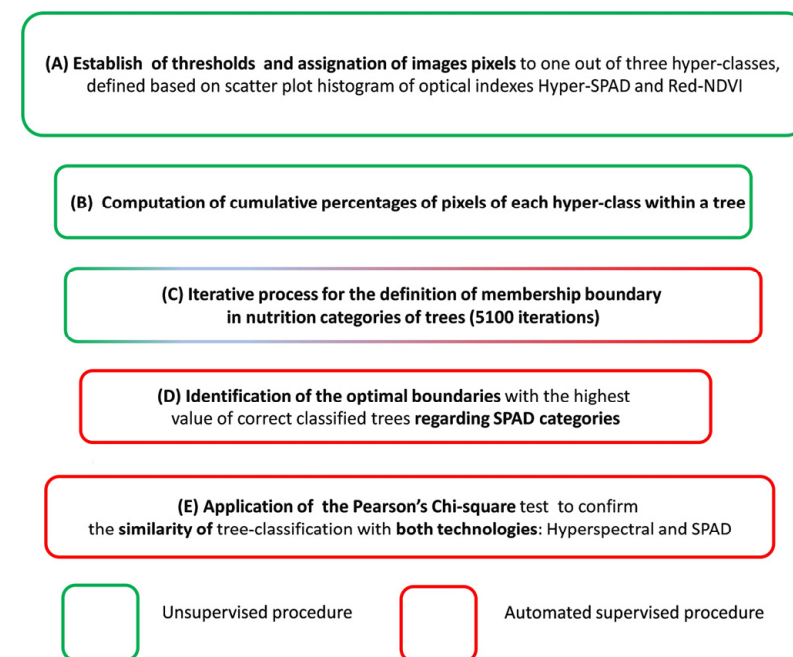 (A) Establish of thresholds and assignation of images pixels to one out of three hyper-classes,
defined based on scatter plot histogram of optical indexes Hyper-SPAD and Red-NDVI
(B) Computation of cumulative percentages of pixels of each hyper-class within a tree
(C) Iterative process for the definition of membership boundary
in nutrition categories of trees (5100 iterations)
(D) Identification of the optimal boundaries with the highest
value of correct classified trees regarding SPAD categories
(E) Application of the Pearson’s Chi-square test to confirm
the similarity of tree-classification with both technologies: Hyperspectral and SPAD
Unsupervised procedure
Automated supervised procedure